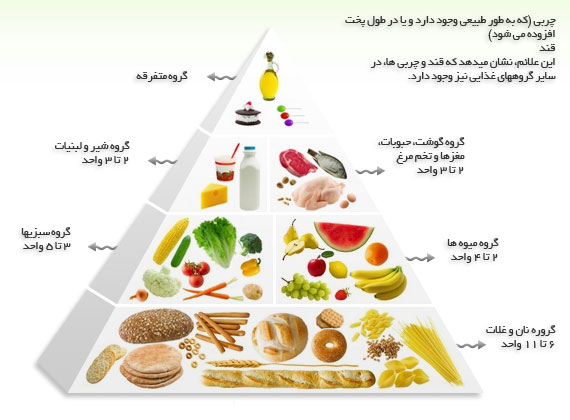 چربی (که به طور طبیعی وجود دارد و یا در طول پخت
افزوده می شود)
قند
این علائم، نشان میدهد که قند و چربی ها، در
سایر گروههای غذایی نیز وجود دارد.
گروه متفرقه
گروه گوشت، حبوبات،
مغزها و تخم مرغ
۲ تا ۳ واحد
گروه شیر و لبنیات
۲ تا ۳ واحد
گروه میوه ها
۲ تا ۴ واحد
گروه سبزیها
۳ تا ۵ واحد
گروره نان و غلات
۶ تا ۱۱ واحد